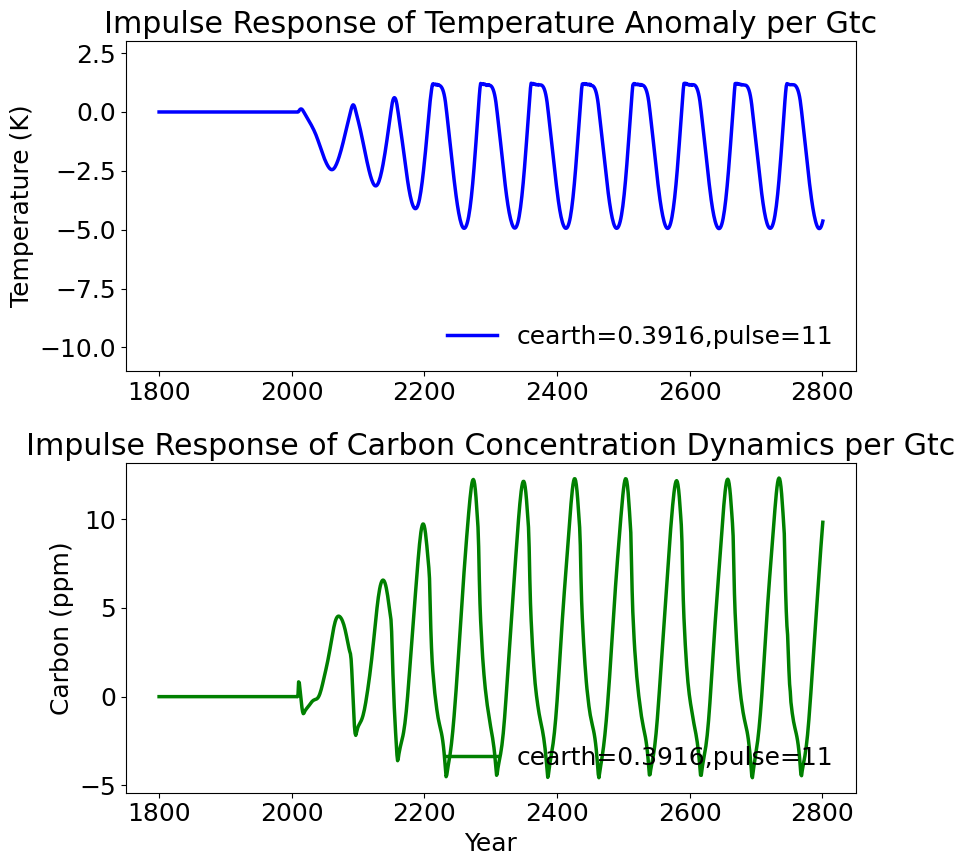 Impulse Response of Temperature Anomaly per Gtc
2.5
0.0
−2.5
−5.0
−7.5
−10.0
Temperature (K)
cearth=0.3916,pulse=11
1800 2000 2200 2400 2600 2800
Impulse Response of Carbon Concentration Dynamics per Gtc
10
5
0
−5
Carbon (ppm)
cearth=0.3916,pulse=11
1800 2000 2200 2400 2600 2800
Year